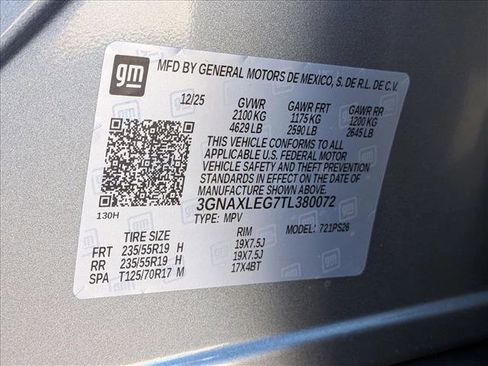 gm
MFD BY GENERAL MOTORS DE MEXICO, S. DE R.L. DE C.V.
12/25 GVWR GAWR FRT GAWR RR
2100 KG 1175 KG 1200 KG
4629 LB 2590 LB 2645 LB
THIS VEHICLE CONFORMS TO ALL
APPLICABLE U.S. FEDERAL MOTOR
VEHICLE SAFETY AND THEFT PREVENTION
STANDARDS IN EFFECT ON THE DATE OF
MANUFACTURE SHOWN ABOVE.
3GNAXLEG7TL380072
130H TYPE: MPV MODEL: 721PS26
TIRE SIZE RIM
FRT 235/55R19 H 19X7.5J
RR 235/55R19 H 19X7.5J
SPA T125/70R17 M 17X4BT